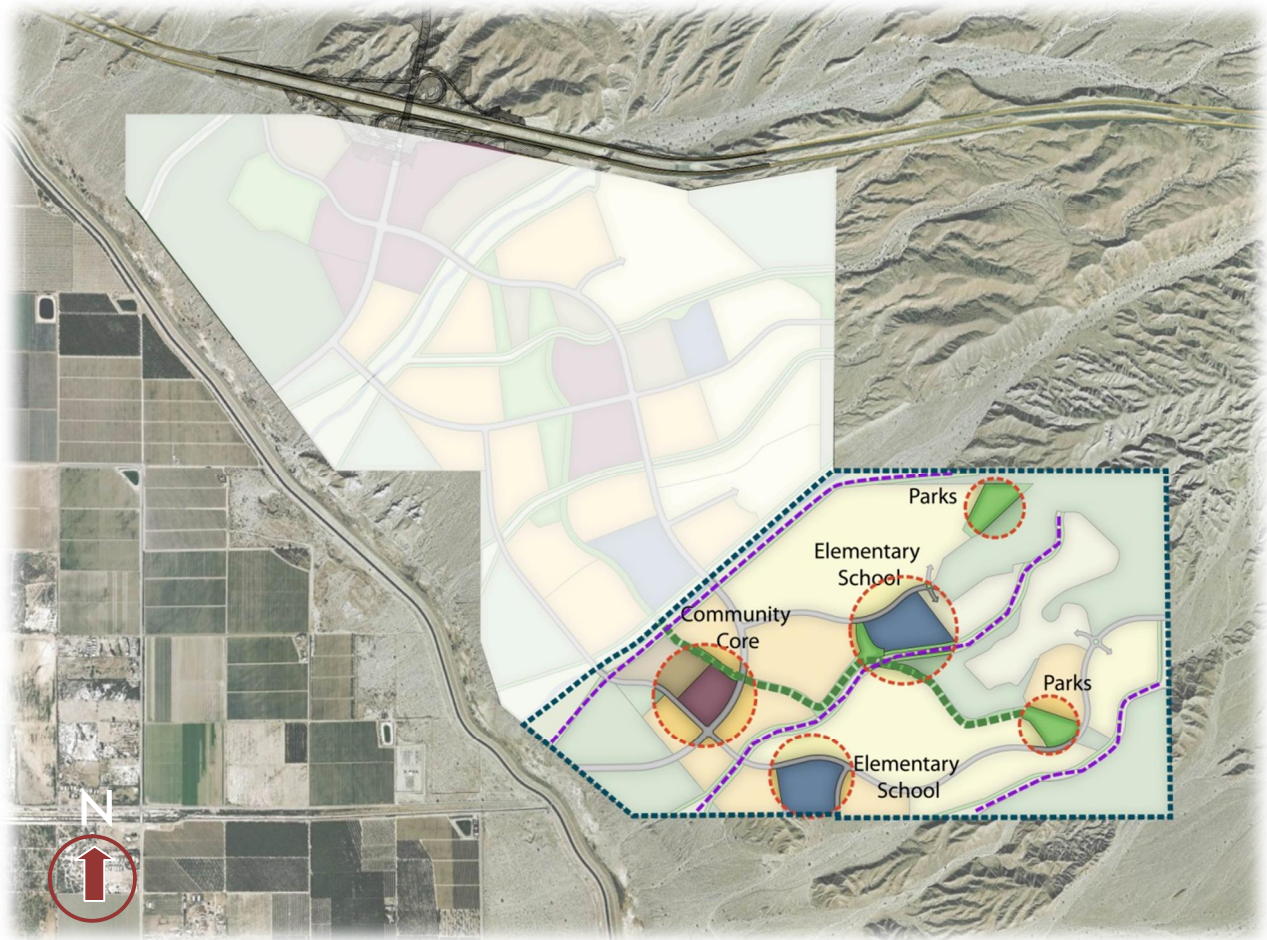 Parks
Elementary
School
Community
Core
Parks
Elementary
School
N